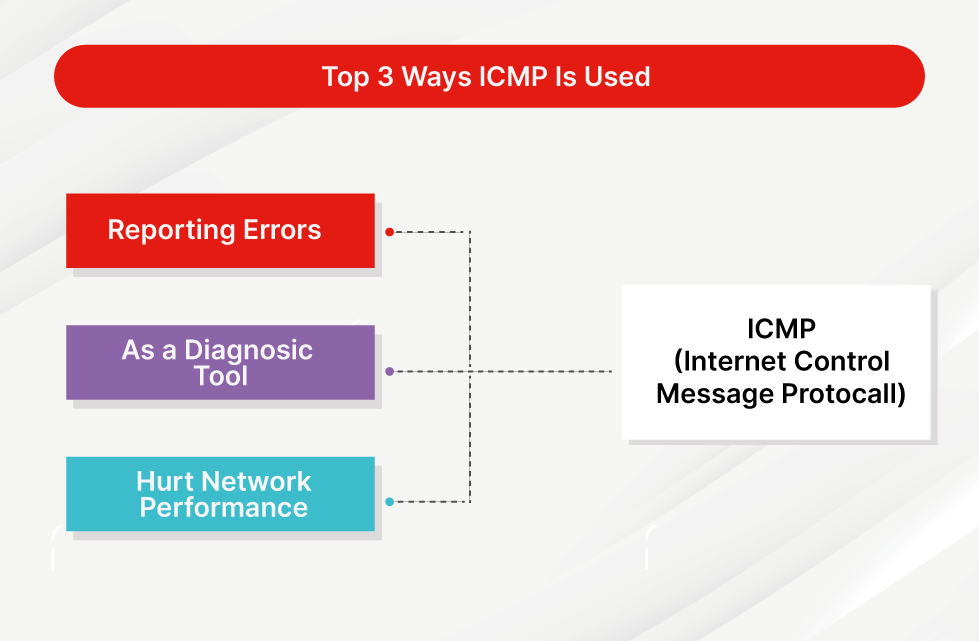 Top 3 Ways ICMP Is Used
Reporting Errors
As a Diagnosic
Tool
Hurt Network
Performance
ICMP
(Internet Control
Message Protocall)